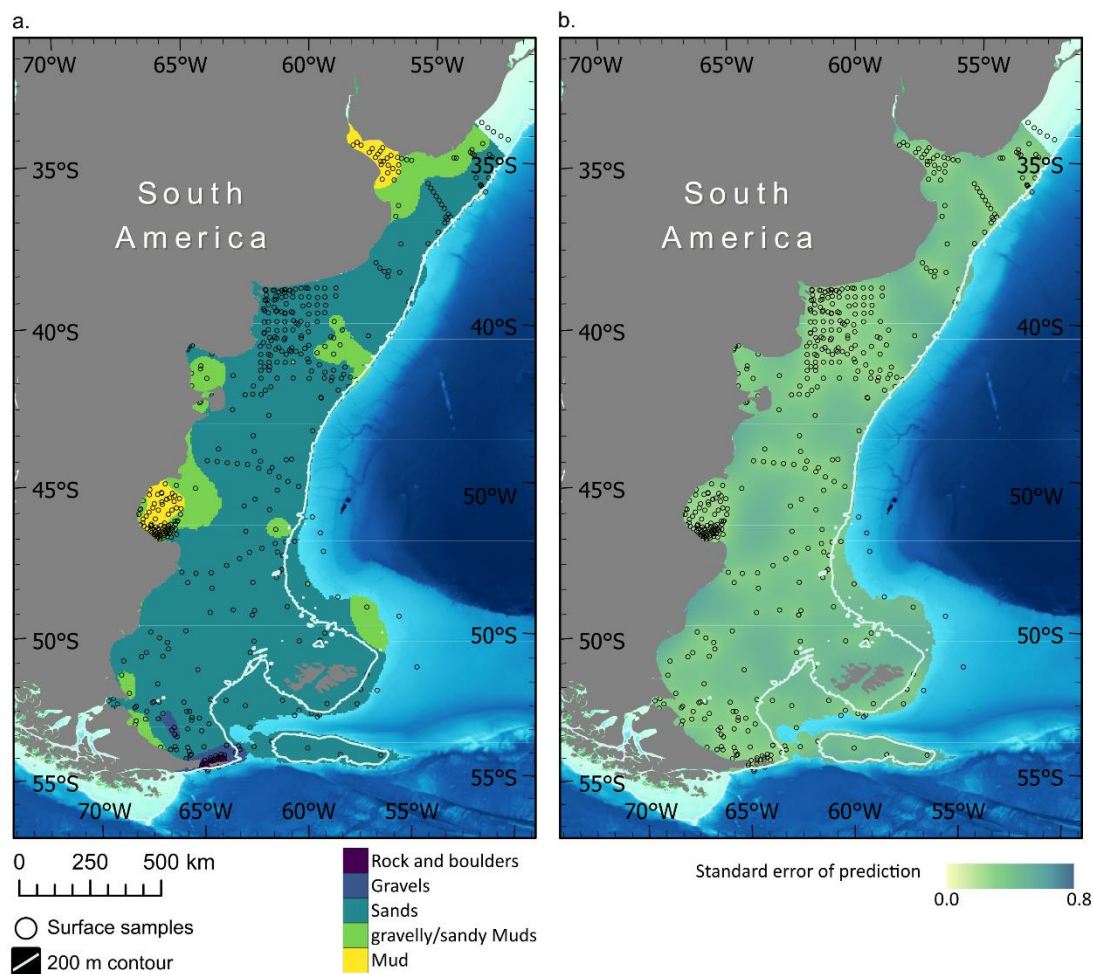 a.
b.
70°W 65°W 60°W 55°W
70°W 65°W 60°W 55°W
35°S
35°S
35°S
35°S
South
America
South
America
40°S
40°S
40°S
40°S
45°S
50°W
45°S
50°W
50°S
50°S
50°S
50°S
55°S
55°S
55°S
55°S
70°W 65°W 60°W 55°W
70°W 65°W 60°W 55°W
0 250 500 km
Surface samples
200 m contour
Rock and boulders
Gravels
Sands
gravelly/sandy Muds
Mud
Standard error of prediction
0.0 0.8